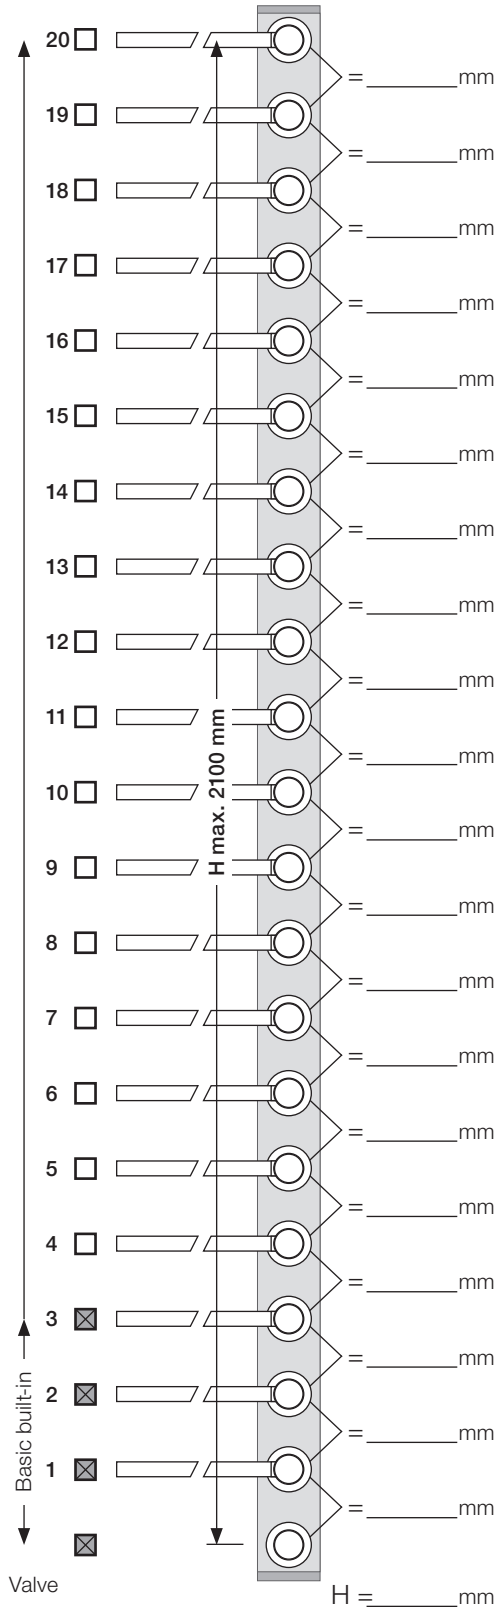 20 = mm
19 = mm
18 = mm
17 = mm
16 = mm
15 = mm
14 = mm
13 = mm
12 = mm
11 = mm
10 = mm
9 = mm
8 = mm
7 = mm
6 = mm
5 = mm
4 = mm
3 = mm
2 = mm
1 = mm
H max. 2100 mm
Basic built-in
Valve
H = mm